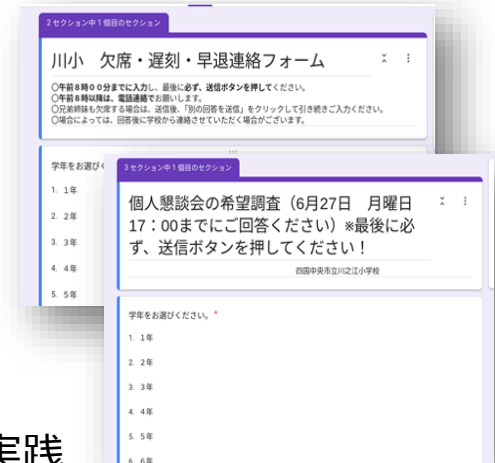 2セクション中1個目のセクション
川小　欠席・遅刻・早退連絡フォーム
〇午前8時00分までに入力し、最後に必ず、送信ボタンを押してください。
〇午前8時以降は、電話連絡でお願いします。
〇兄弟姉妹も欠席する場合は、送信後、「別の回答を送信」をクリックして引き続きご入力ください。
〇場合によっては、回答後に学校から連絡させていただく場合がございます。
学年をお選びく
1. 1年
2. 2年
3. 3年
4. 4年
5. 5年
3セクション中1個目のセクション
個人懇談会の希望調査（6月27日　月曜日
17：00までにご回答ください）※最後に必
ず、送信ボタンを押してください！
四国中央市立川之江小学校
学年をお選びください。*
1. 1年
2. 2年
3. 3年
4. 4年
5. 5年
6. 6年
実践